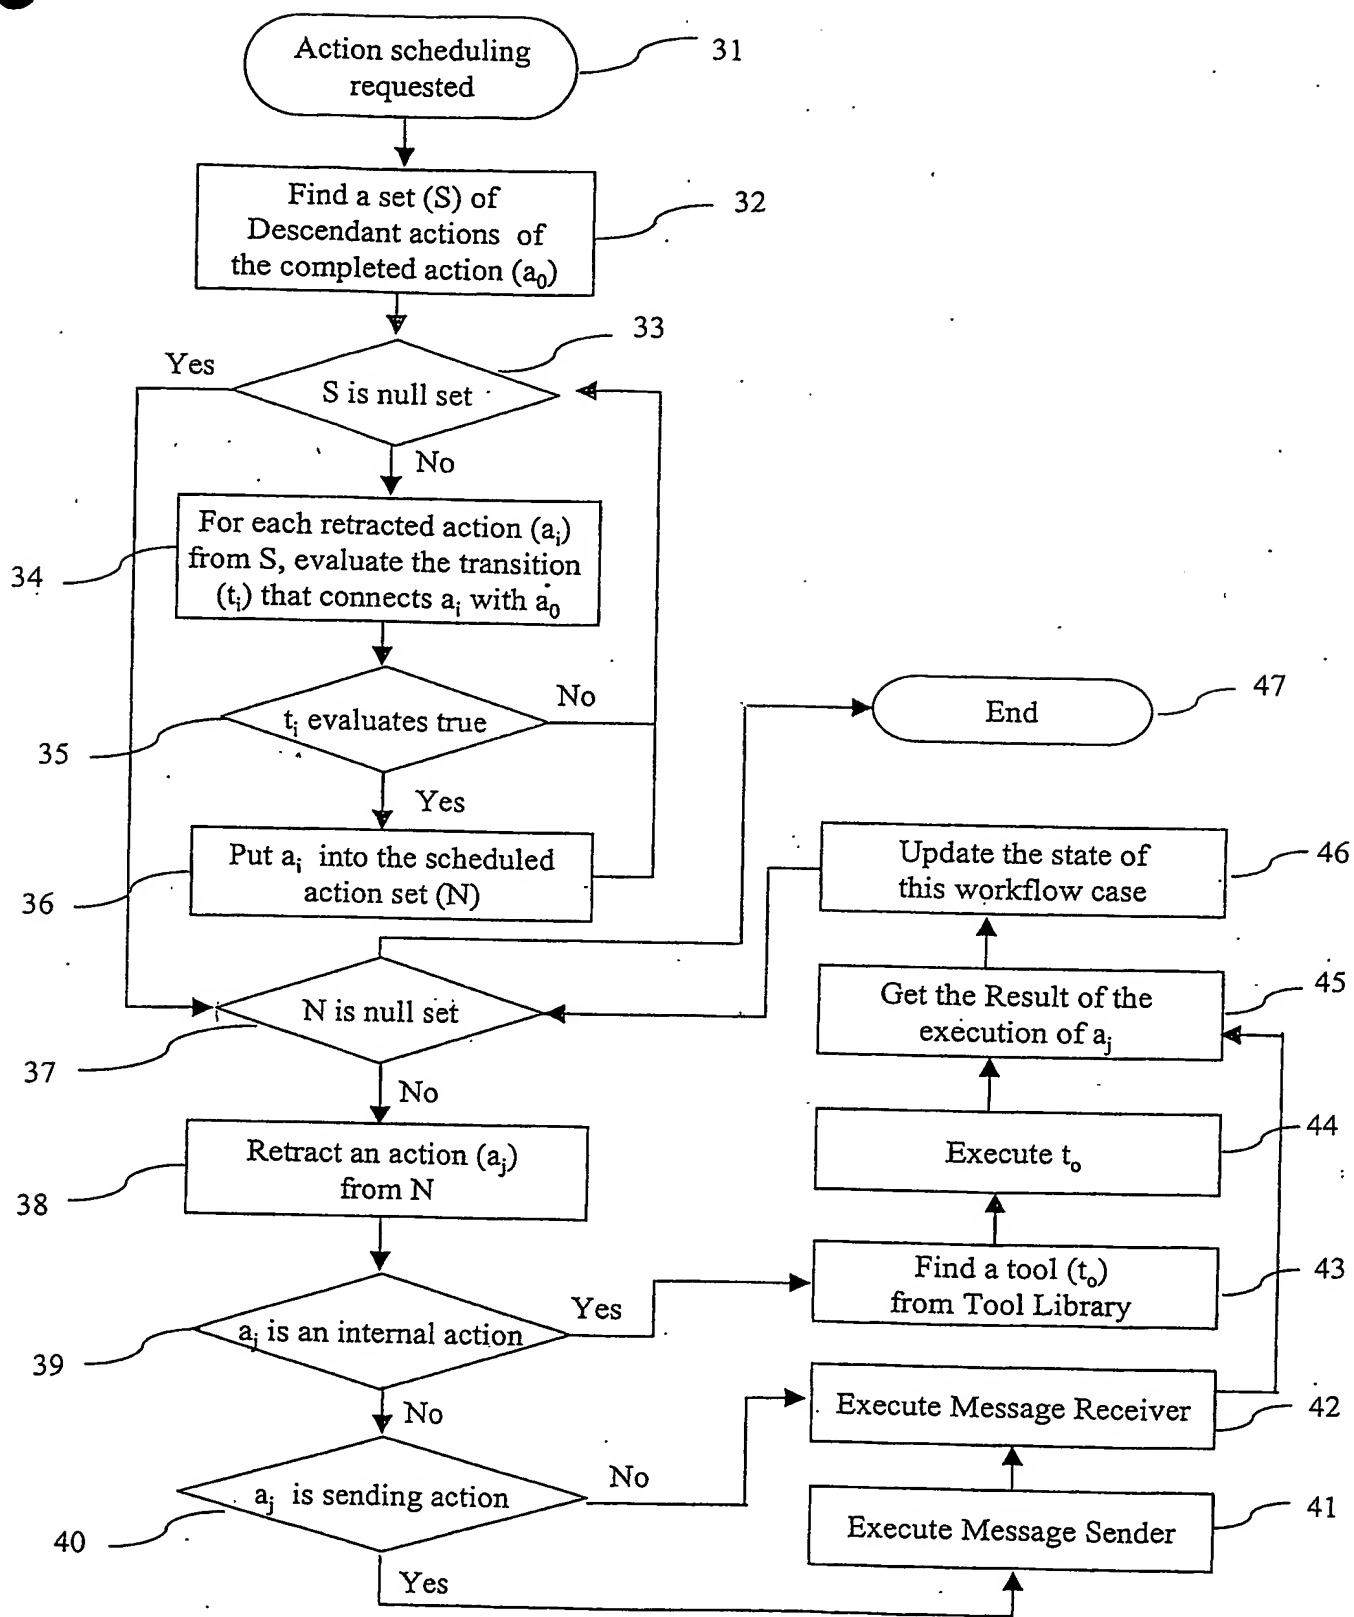 Action scheduling
requested
31
Find a set (S) of
Descendant actions of
the completed action (a₀)
32
33
Yes
S is null set
No
For each retracted action (aᵢ)
from S, evaluate the transition
(tᵢ) that connects aᵢ with a₀
34
No
tᵢ evaluates true
35
Yes
Put aᵢ into the scheduled
action set (N)
36
N is null set
37
No
Retract an action (aⱼ)
from N
38
Yes
aⱼ is an internal action
39
No
aⱼ is sending action
No
40
Yes
End
47
Update the state of
this workflow case
46
Get the Result of the
execution of aⱼ
45
Execute tₒ
44
Find a tool (tₒ)
from Tool Library
43
Execute Message Receiver
42
Execute Message Sender
41